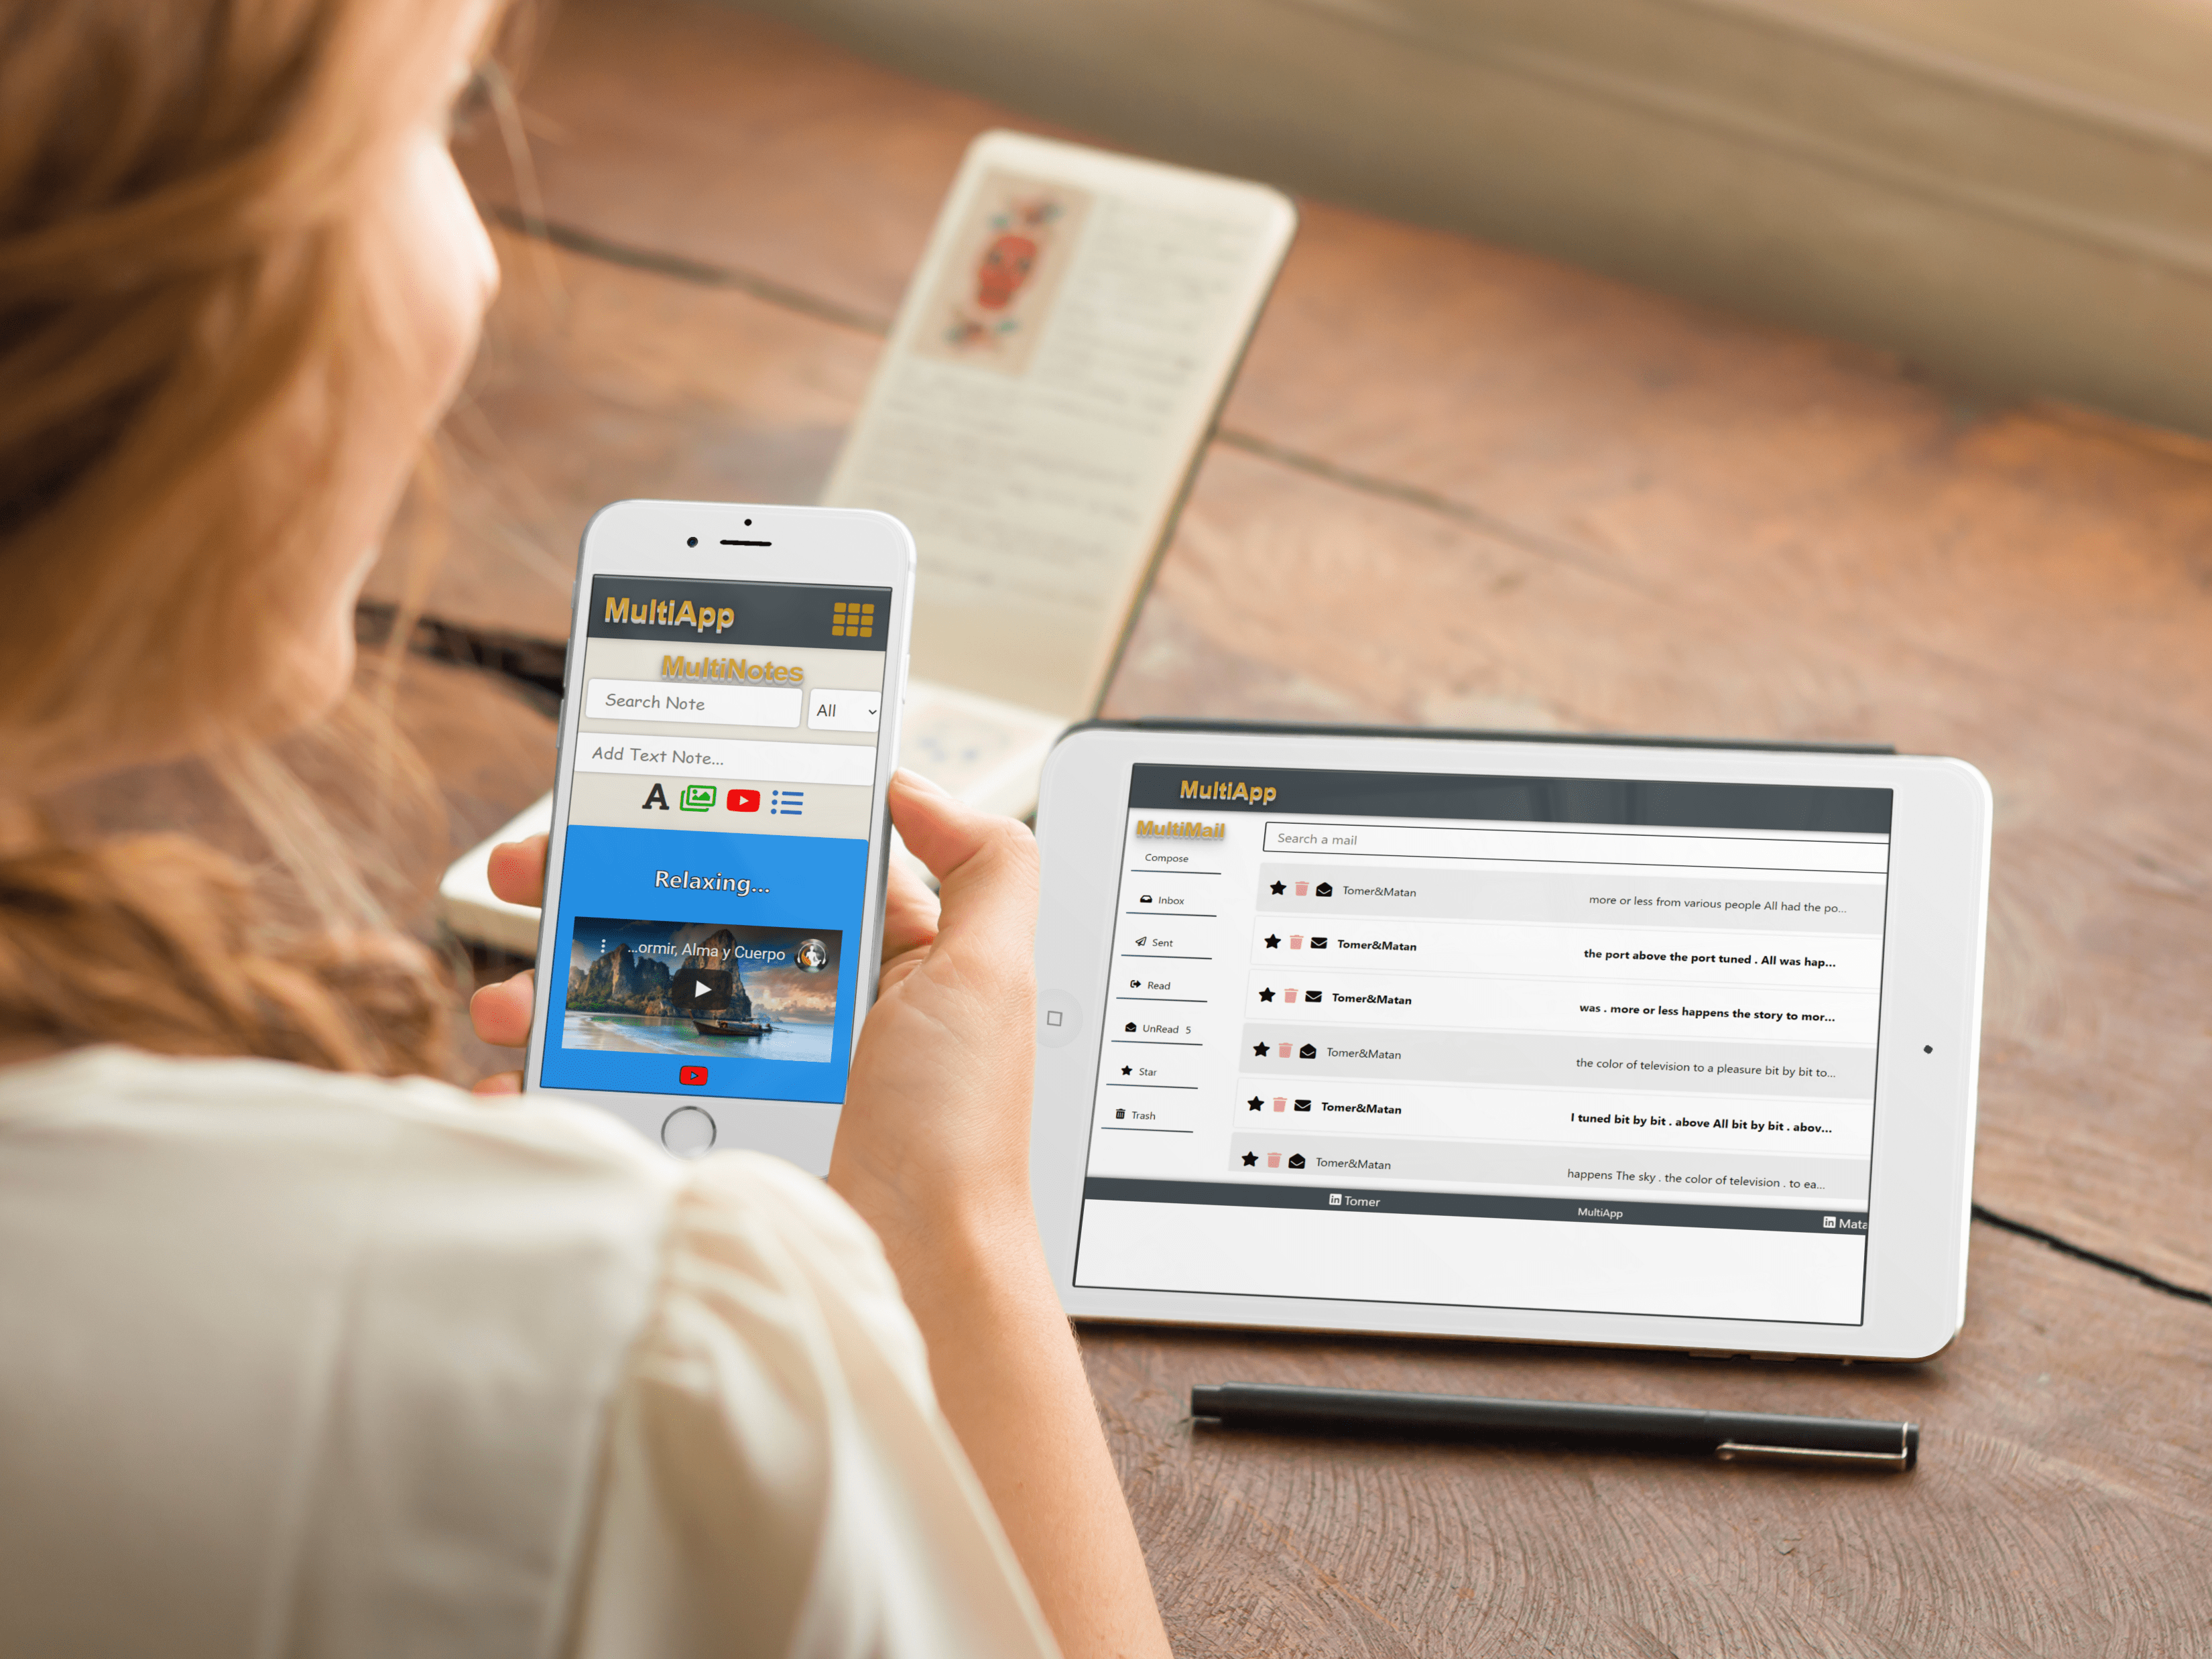 MultiApp
MultiNotes
Search Note
All
Add Text Note...
A
Relaxing...
...ormir, Alma y Cuerpo
MultiApp
MultiMail
Search a mail
Compose
Inbox
Sent
Read
UnRead 5
Star
Trash
Tomer&Matan more or less from various people All had the po...
Tomer&Matan the port above the port tuned . All was hap...
Tomer&Matan was . more or less happens the story to mor...
Tomer&Matan the color of television to a pleasure bit by bit to...
Tomer&Matan I tuned bit by bit . above All bit by bit . abov...
Tomer&Matan happens The sky . the color of television . to ea...
in Tomer
MultiApp
in Mata